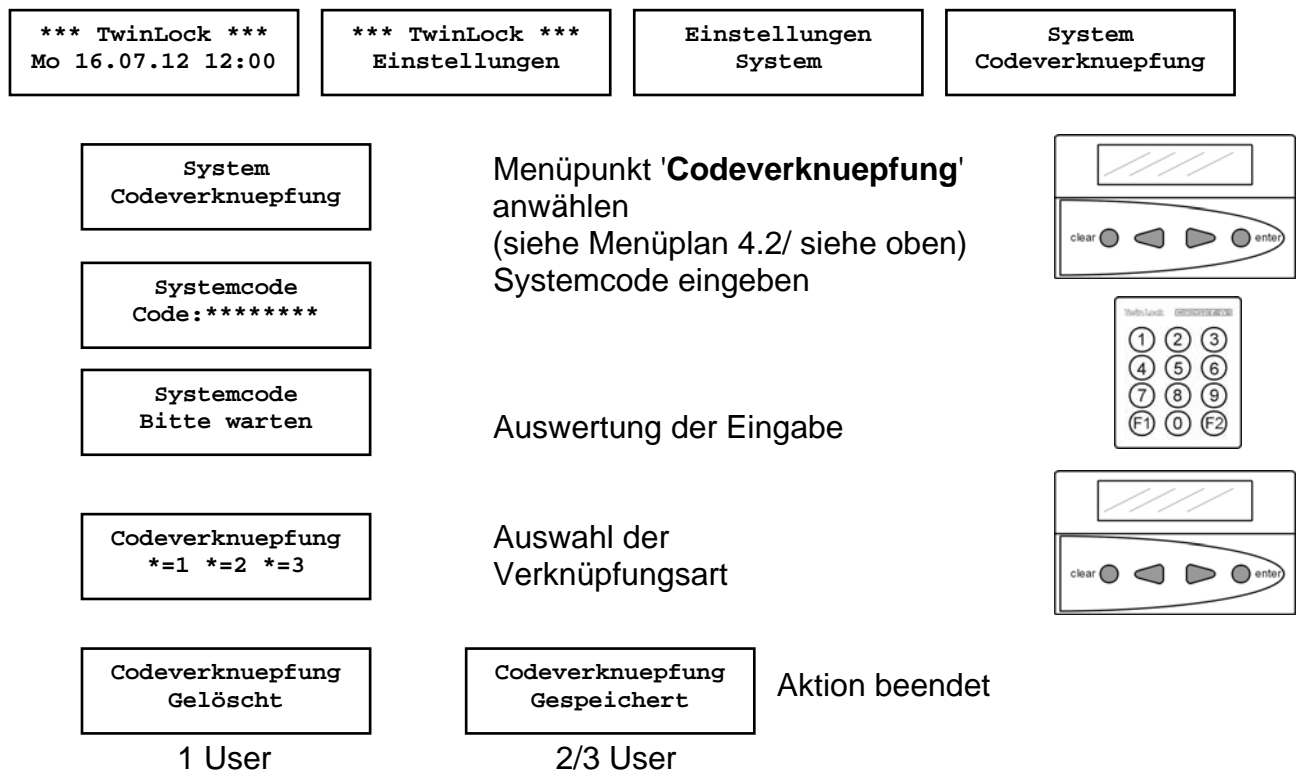 *** TwinLock ***
Mo 16.07.12 12:00
*** TwinLock ***
Einstellungen
Einstellungen
System
System
Codeverknuepfung
System
Codeverknuepfung
Menüpunkt 'Codeverknuepfung'
anwählen
(siehe Menüplan 4.2/ siehe oben)
Systemcode eingeben
clear
enter
Systemcode
Code:********
TwinLock
1 2 3
4 5 6
7 8 9
F1 0 F2
Systemcode
Bitte warten
Auswertung der Eingabe
Codeverknuepfung
*=1 *=2 *=3
Auswahl der
Verknüpfungsart
clear
enter
Codeverknuepfung
Gelöscht
1 User
Codeverknuepfung
Gespeichert
2/3 User
Aktion beendet